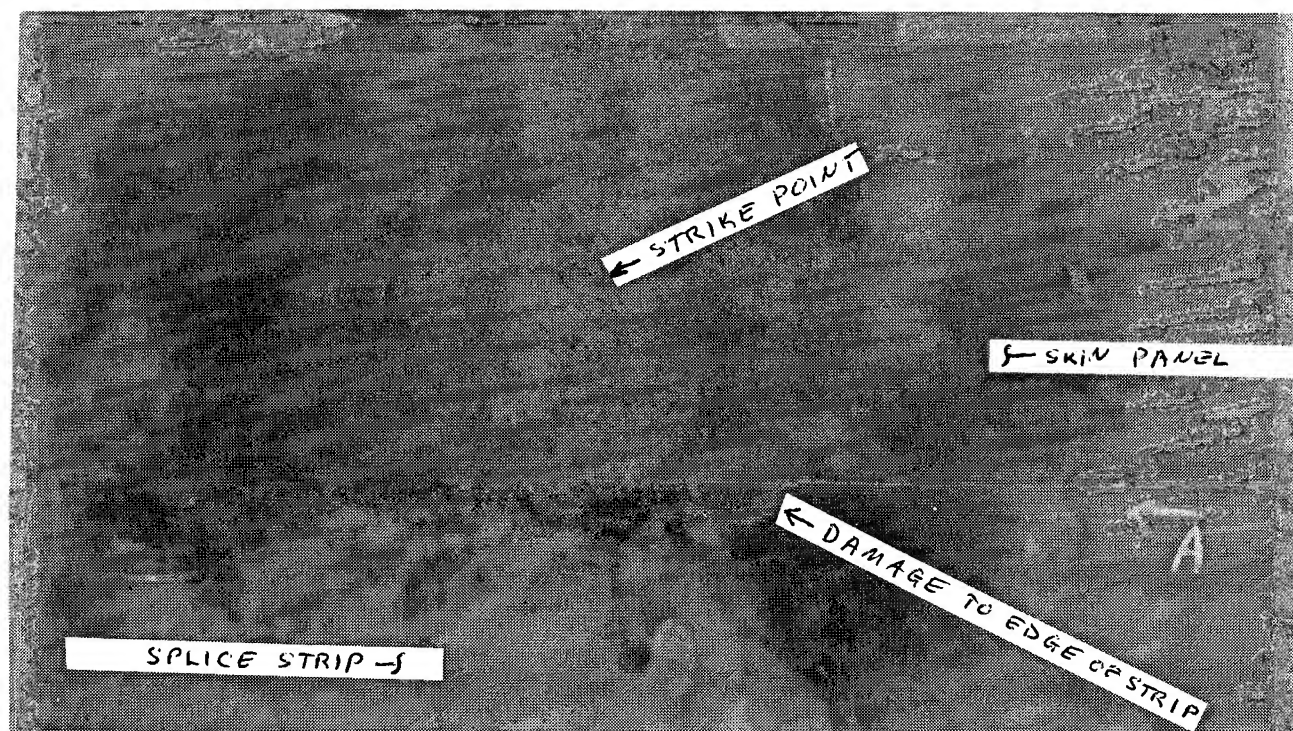 STRIKE POINT
SKIN PANEL
A
DAMAGE TO EDGE OF STRIP
SPLICE STRIP